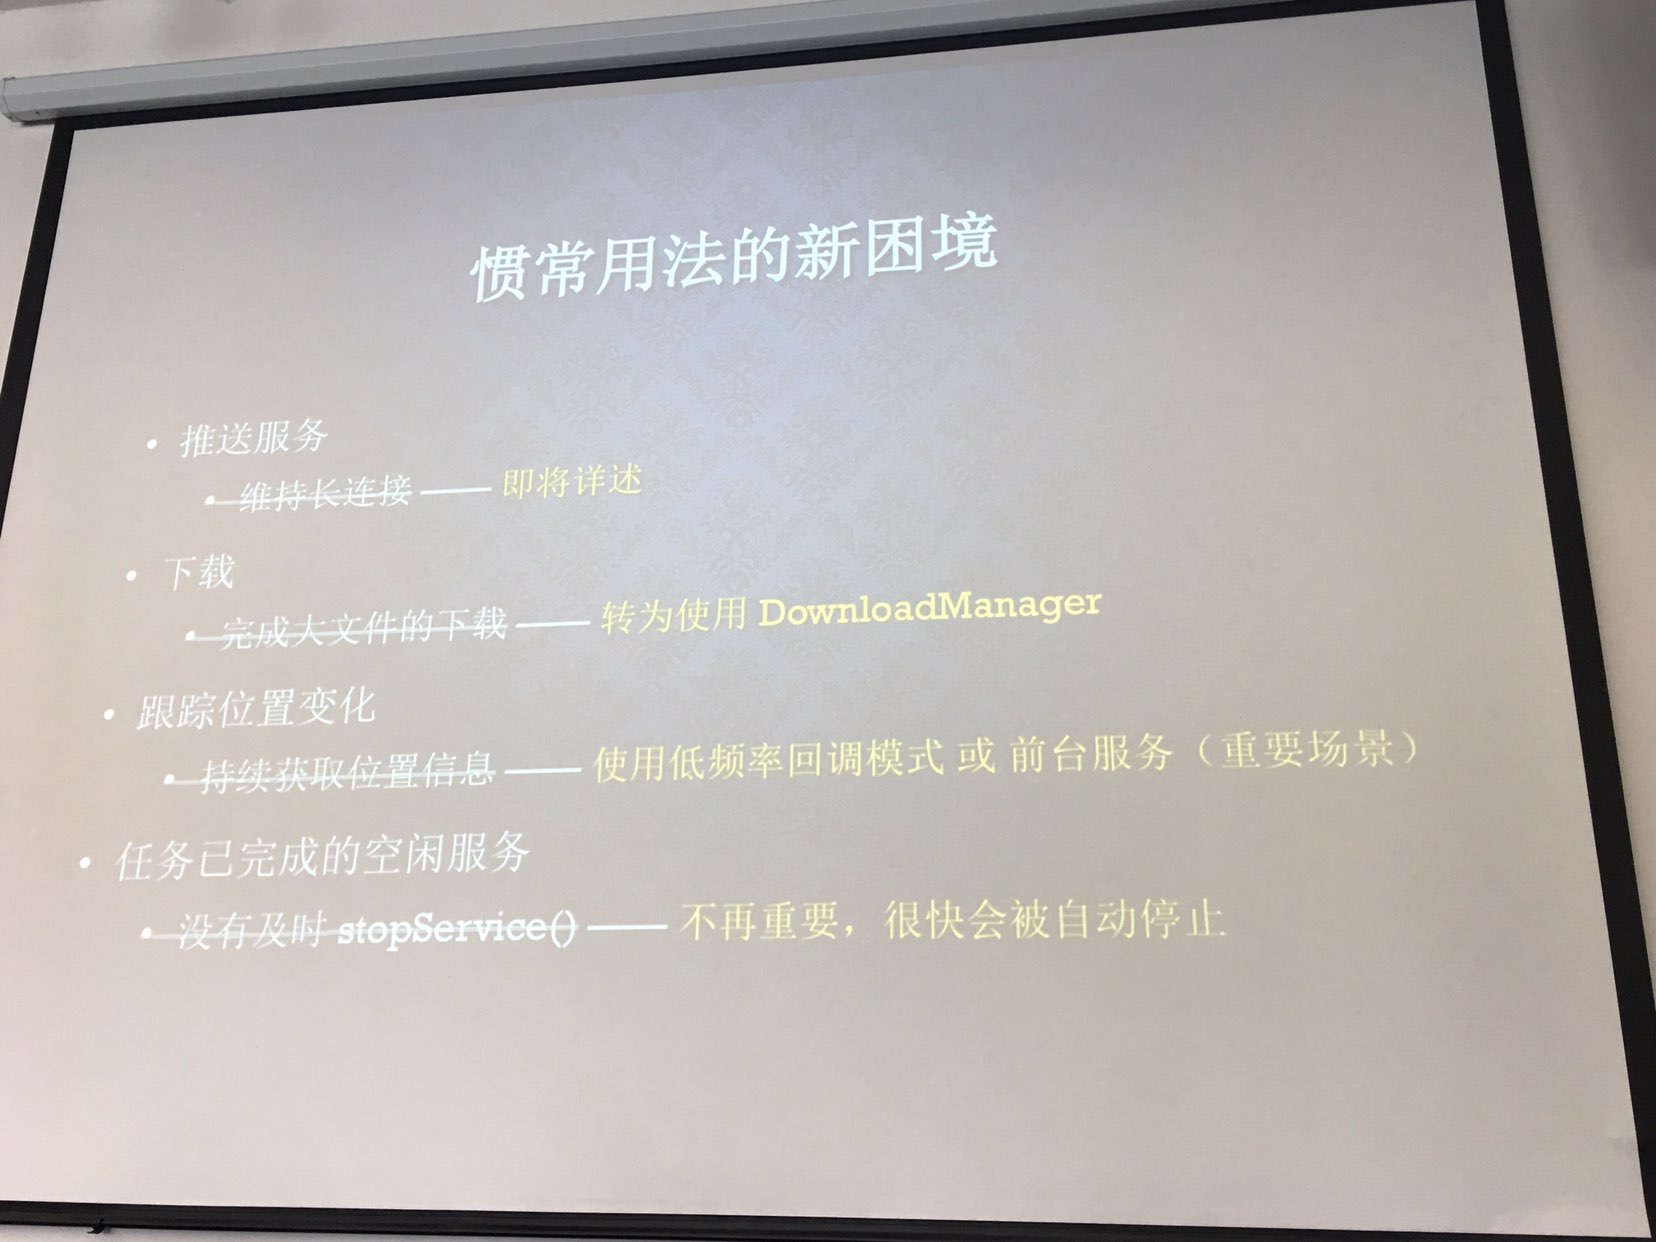 惯常用法的新困境
• 推送服务
• 维持长连接 —— 即将详述
• 下载
• 完成大文件的下载 —— 转为使用 DownloadManager
• 跟踪位置变化
• 持续获取位置信息 —— 使用低频率回调模式 或 前台服务（重要场景）
• 任务已完成的空闲服务
• 没有及时 stopService() —— 不再重要，很快会被自动停止